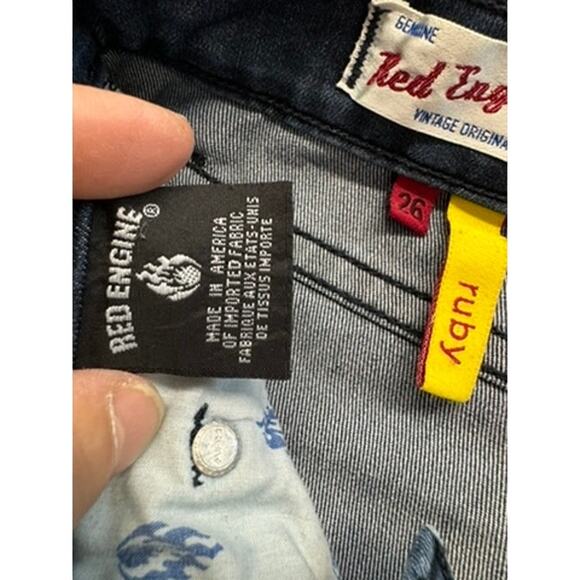 GENUINE
Red Eng
VINTAGE ORIGINA
26
ruby
RED ENGINE®
MADE IN AMERICA
OF IMPORTED FABRIC
FABRIQUE AUX ETATS-UNIS
DE TISSUS IMPORTE